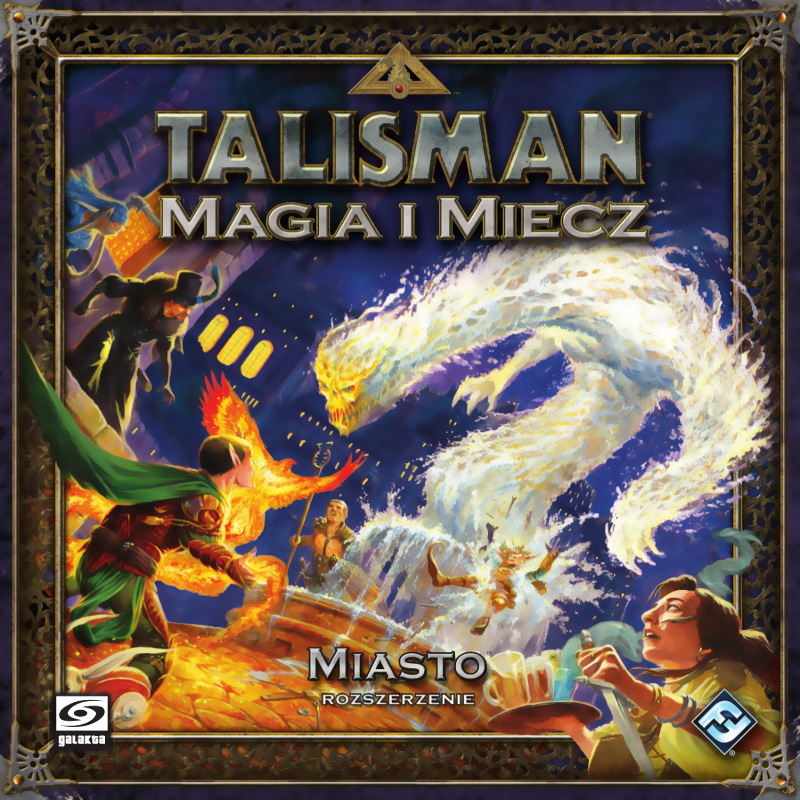 TALISMAN
MAGIA I MIECZ
MIASTO
ROZSZERZENIE
galakta